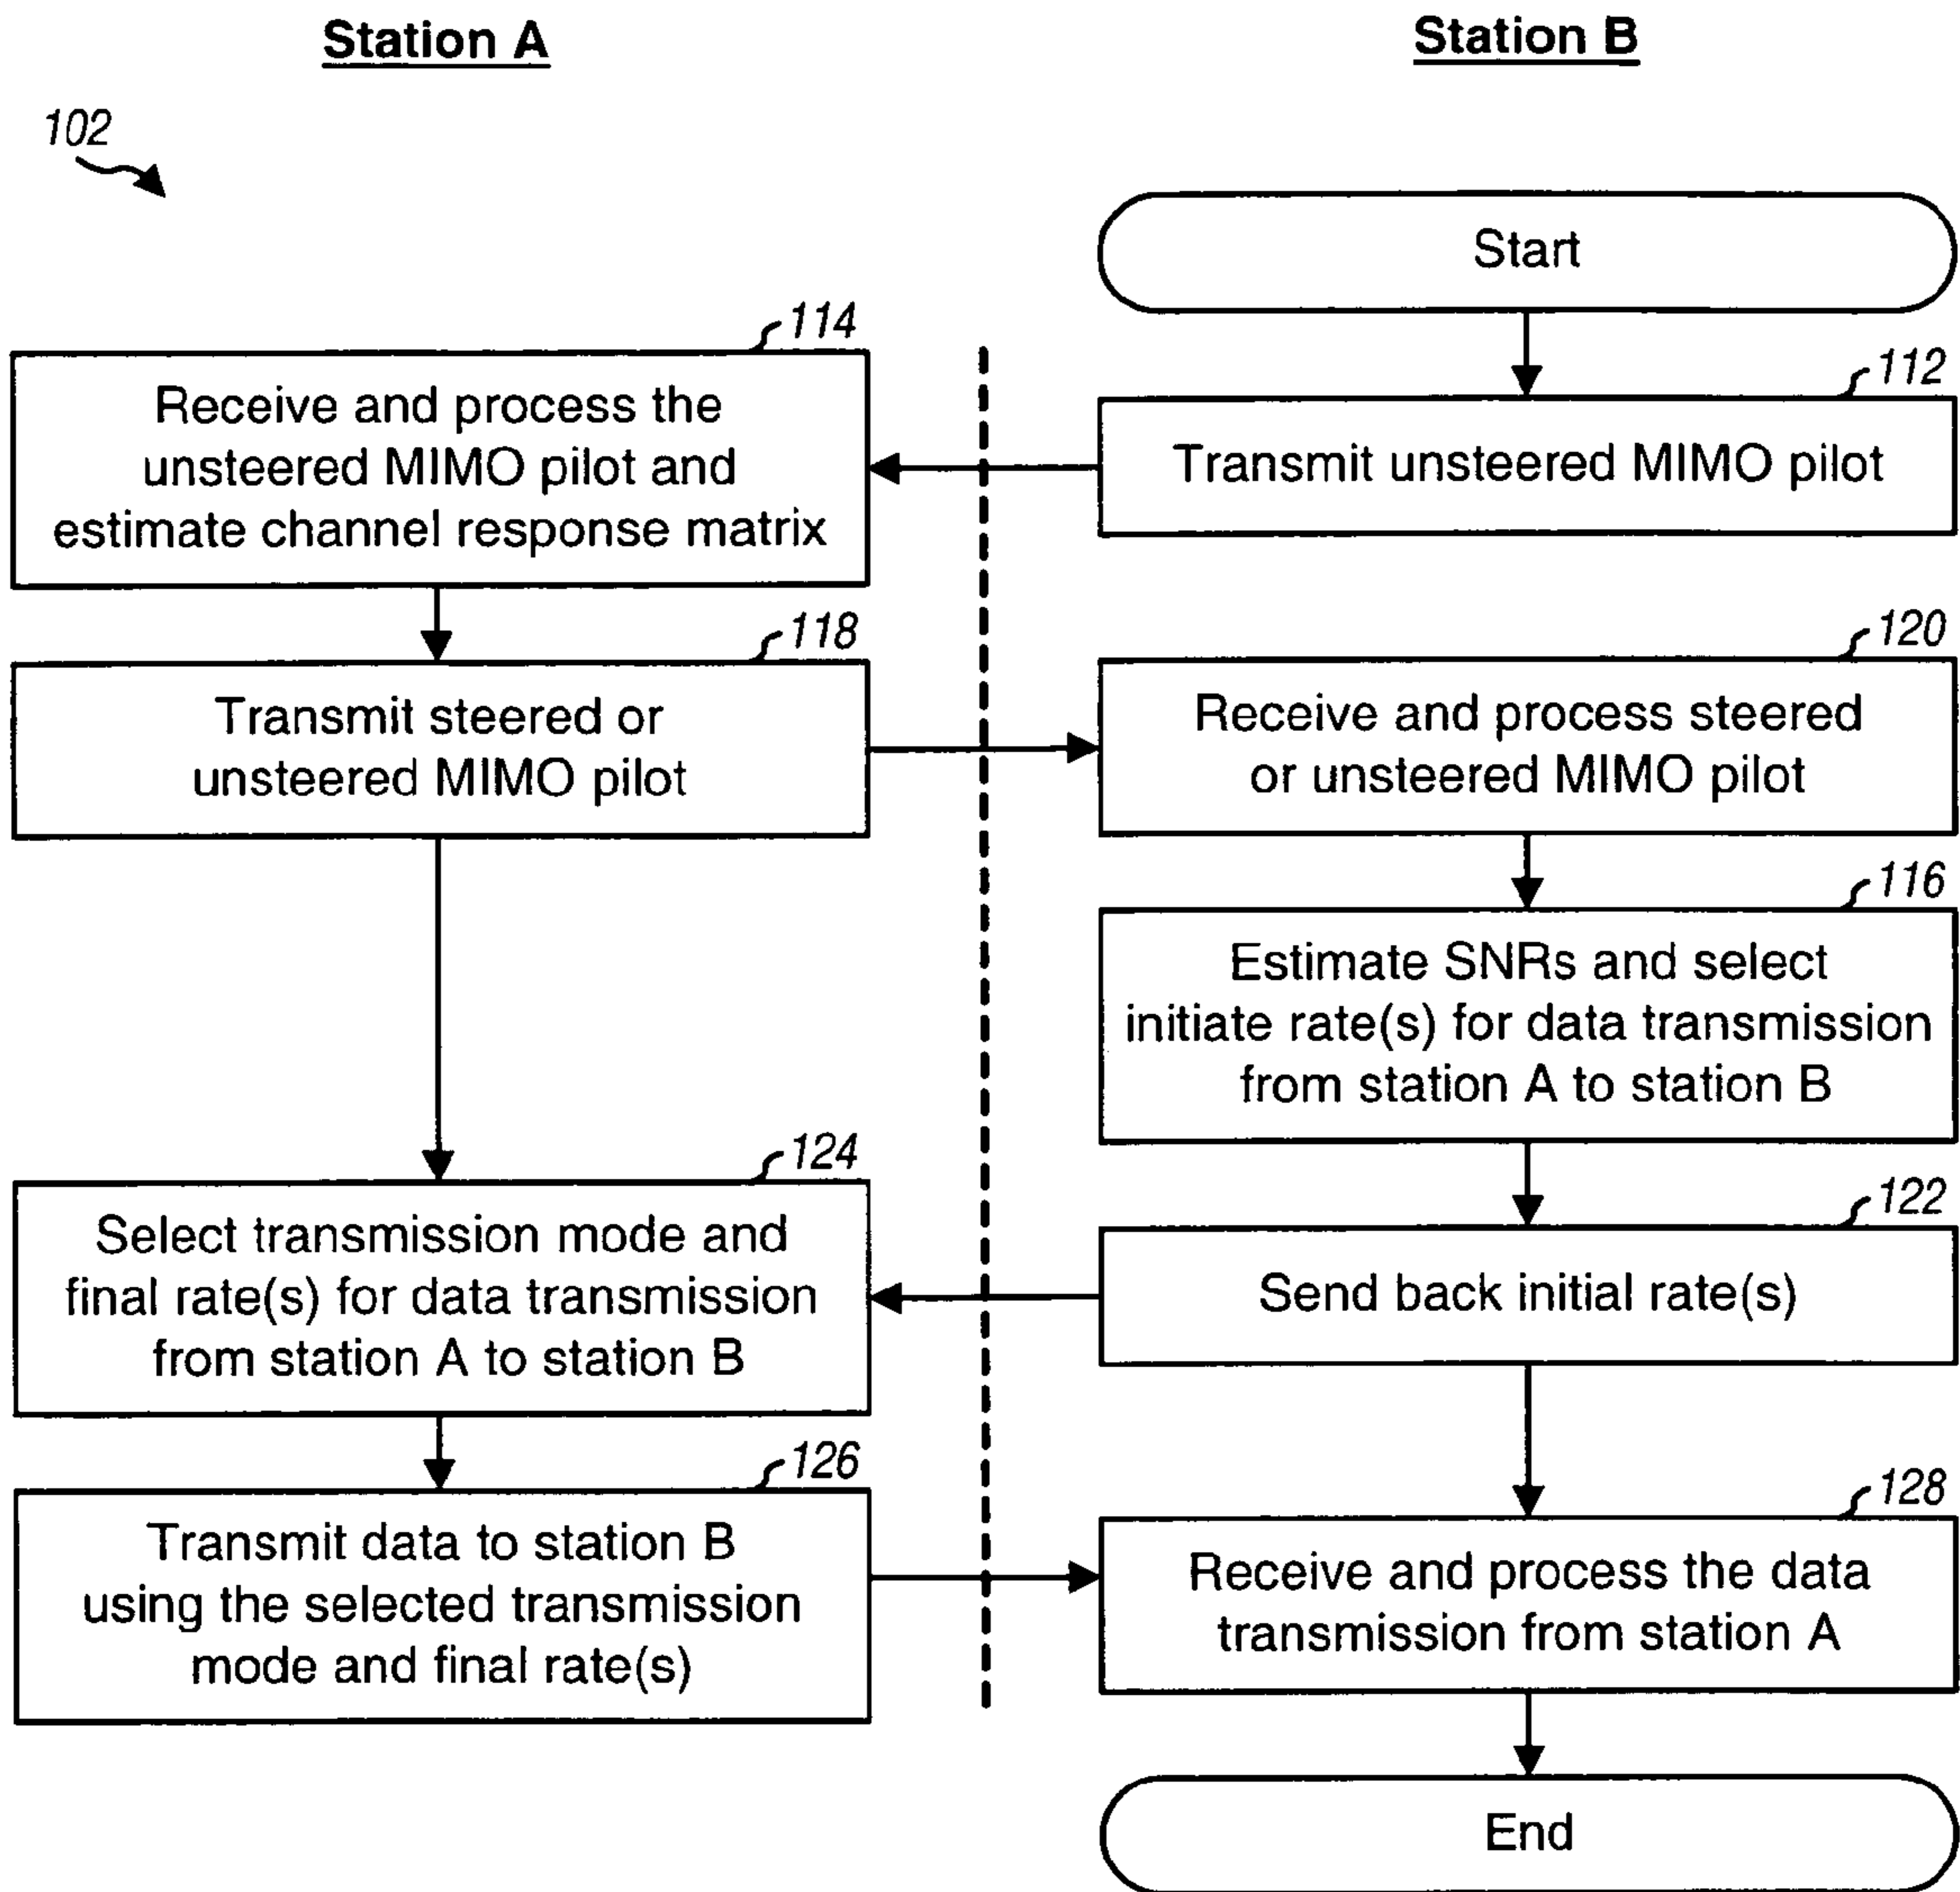 Station A
Station B
102
Start
114
Receive and process the
unsteered MIMO pilot and
estimate channel response matrix
112
Transmit unsteered MIMO pilot
118
Transmit steered or
unsteered MIMO pilot
120
Receive and process steered
or unsteered MIMO pilot
116
Estimate SNRs and select
initiate rate(s) for data transmission
from station A to station B
124
Select transmission mode and
final rate(s) for data transmission
from station A to station B
122
Send back initial rate(s)
126
Transmit data to station B
using the selected transmission
mode and final rate(s)
128
Receive and process the data
transmission from station A
End